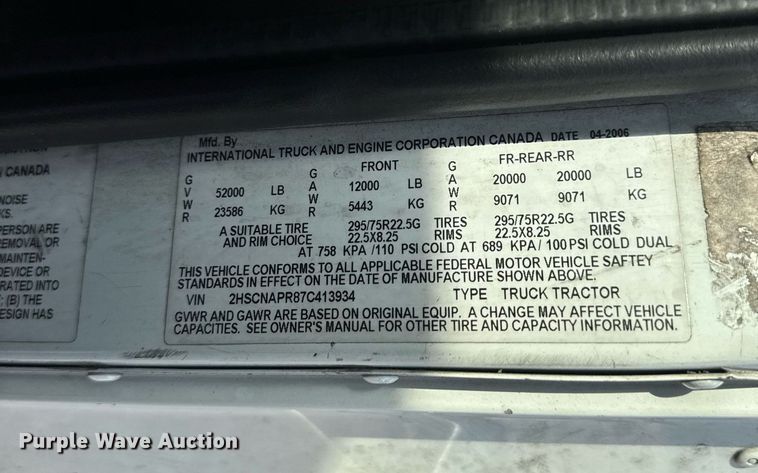 CTION
N CANADA
NOISE
KS.
PERSON ARE
REMOVAL OR
MAINTEN-
DEVICE OR
RATED INTO
; (B) THE
ESIGN HAS
Mfd. By
INTERNATIONAL TRUCK AND ENGINE CORPORATION CANADA DATE 04-2006
GVWR 52000 LB 23586 KG
GAWR FRONT 12000 LB 5443 KG
GAWR FR-REAR-RR 20000 20000 LB 9071 9071 KG
A SUITABLE TIRE 295/75R22.5G TIRES 295/75R22.5G TIRES
AND RIM CHOICE 22.5X8.25 RIMS 22.5X8.25 RIMS
AT 758 KPA/110 PSI COLD AT 689 KPA/100 PSI COLD DUAL
THIS VEHICLE CONFORMS TO ALL APPLICABLE FEDERAL MOTOR VEHICLE SAFTEY
STANDARDS IN EFFECT ON THE DATE OF MANUFACTURE SHOWN ABOVE.
VIN 2HSCNAPR87C413934 TYPE TRUCK TRACTOR
GVWR AND GAWR ARE BASED ON ORIGINAL EQUIP. A CHANGE MAY AFFECT VEHICLE
CAPACITIES. SEE OWNER'S MANUAL FOR OTHER TIRE AND CAPACITY INFORMATION.
Purple Wave Auction